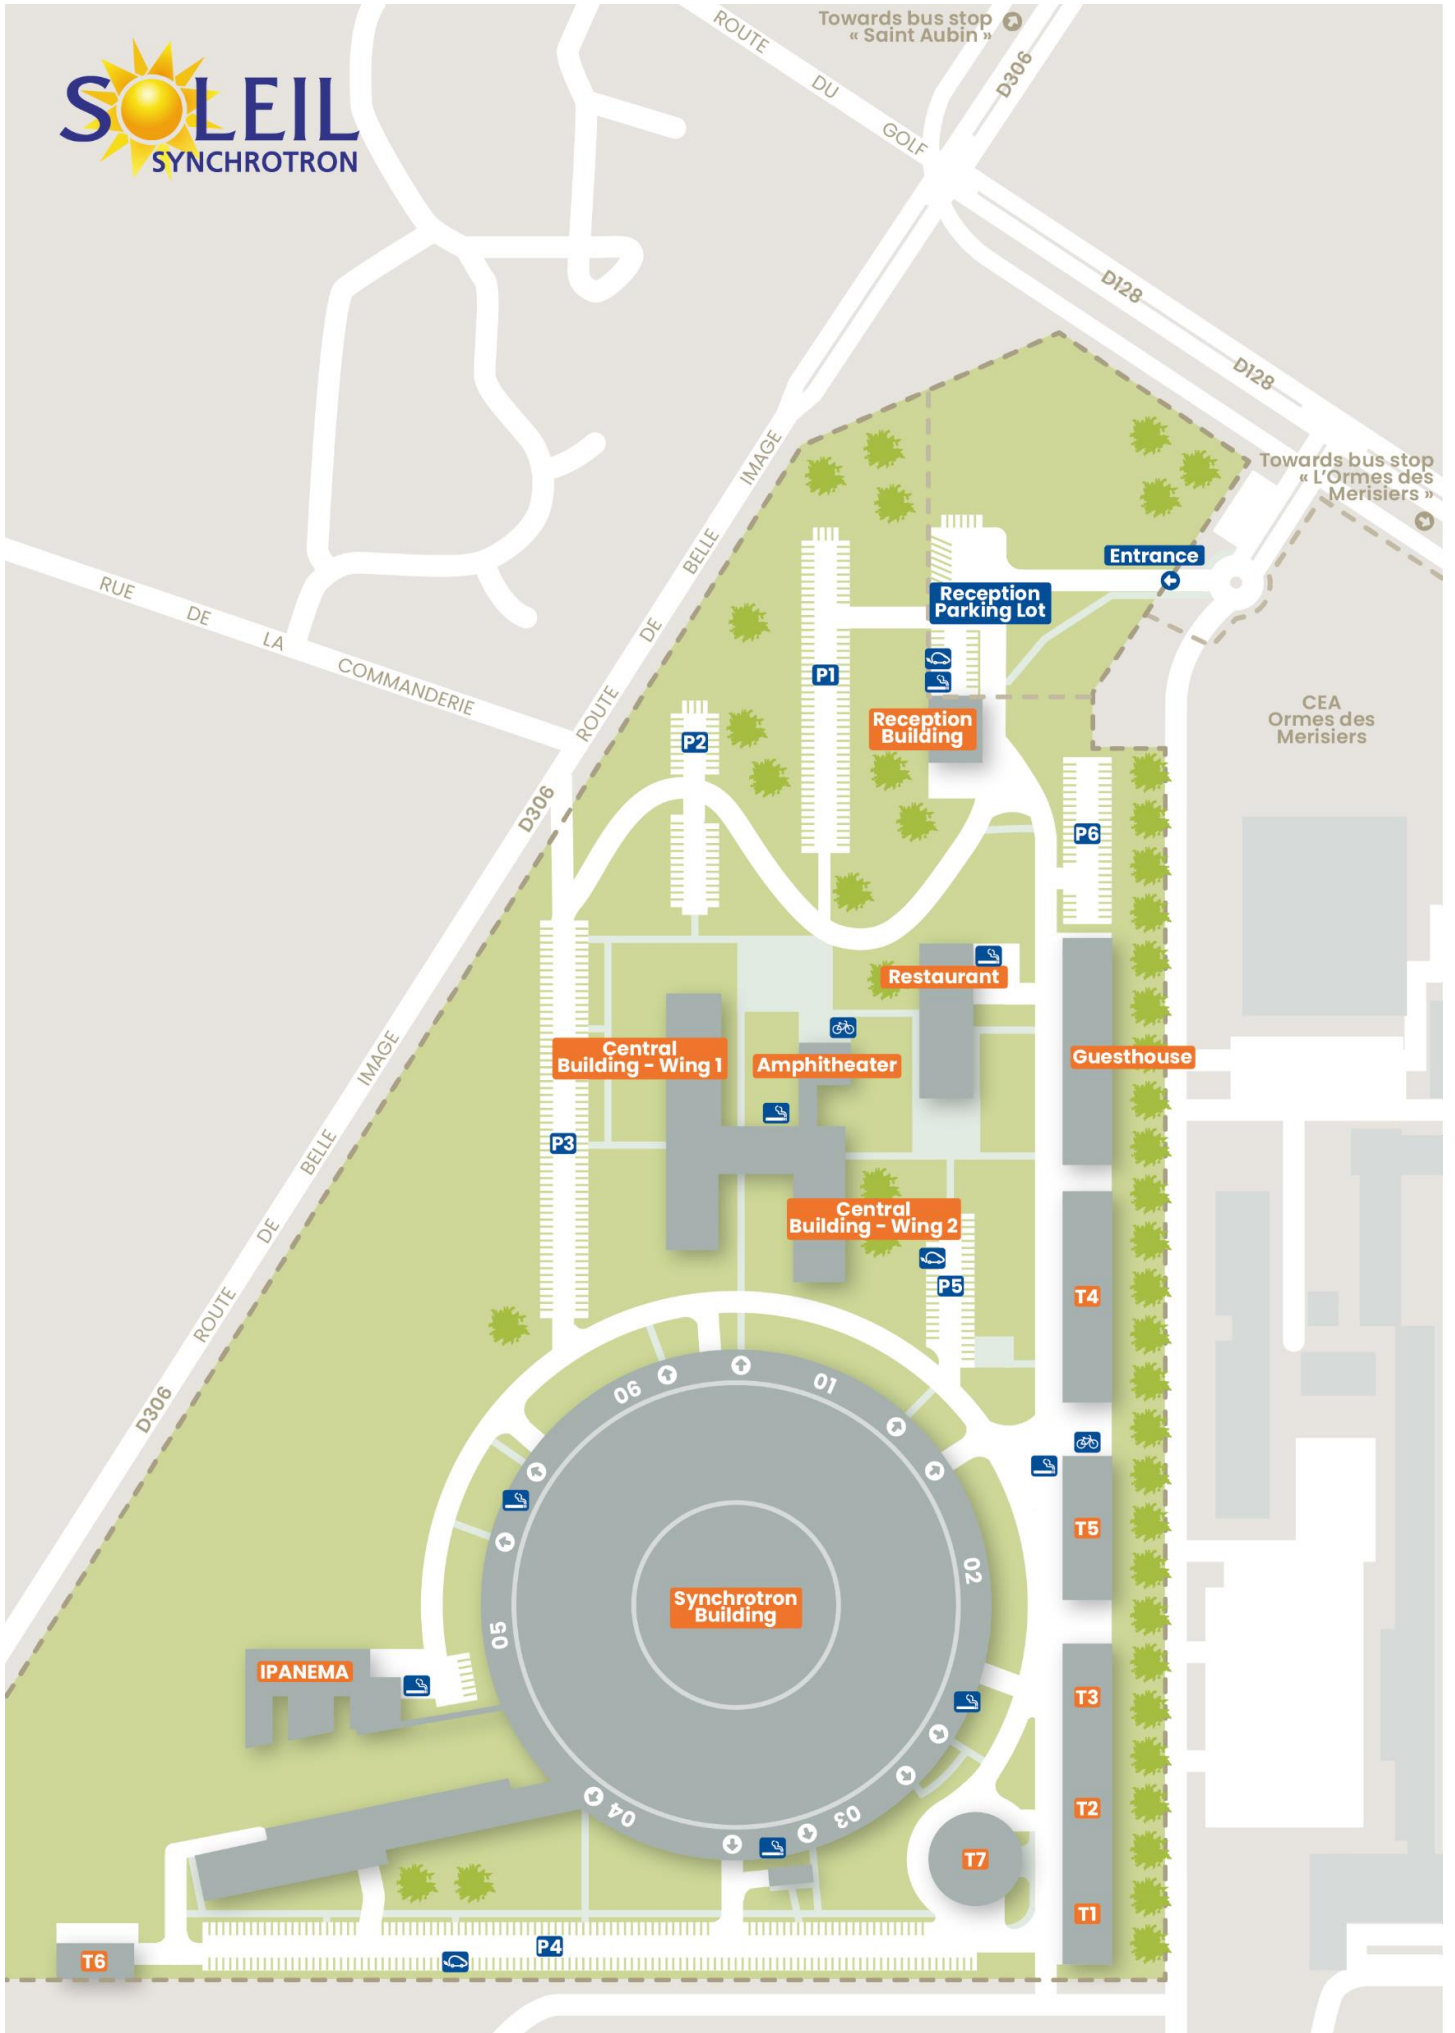 SOLEIL
SYNCHROTRON
Towards bus stop
« Saint Aubin »
ROUTE
DU
GOLF
D306
D128
D128
Towards bus stop
« L'Ormes des
Merisiers »
IMAGE
BELLE
DE
ROUTE
D306
Entrance
Reception
Parking Lot
RUE
DE
LA
COMMANDERIE
P1
Reception
Building
P2
CEA
Ormes des
Merisiers
P6
Restaurant
Central
Building - Wing 1
Amphitheater
Guesthouse
IMAGE
BELLE
DE
ROUTE
D306
P3
Central
Building - Wing 2
P5
T4
01
06
02
T5
Synchrotron
Building
05
IPANEMA
T3
04
03
T2
T7
T1
P4
T6